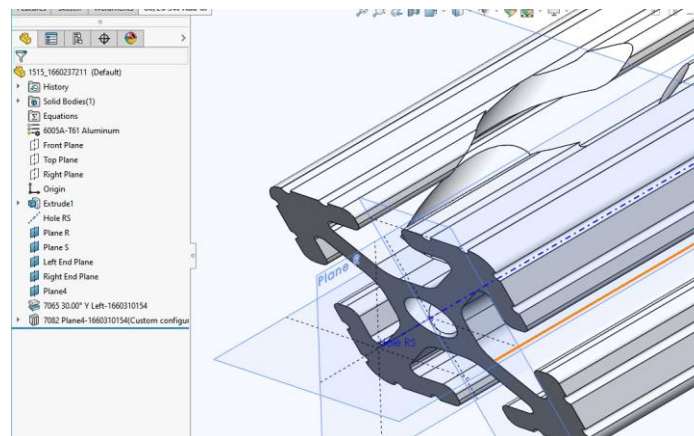 1515_1660237211 (Default)
History
Solid Bodies(1)
Equations
6005A-T61 Aluminum
Front Plane
Top Plane
Right Plane
Origin
Extrude1
Hole RS
Plane R
Plane S
Left End Plane
Right End Plane
Plane4
7065 30.00° Y Left-1660310154
7082 Plane4-1660310154(Custom configur
Plane R
Hole RS